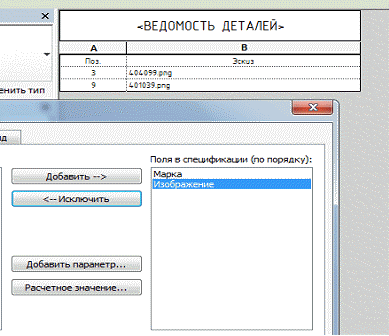 <ВЕДОМОСТЬ ДЕТАЛЕЙ>
A B
Поз. Эскиз
3 404099.png
9 401039.png
енить тип
Поля в спецификации (по порядку):
Добавить -->
Марка
Изображение
<-- Исключить
Добавить параметр...
Расчетное значение...